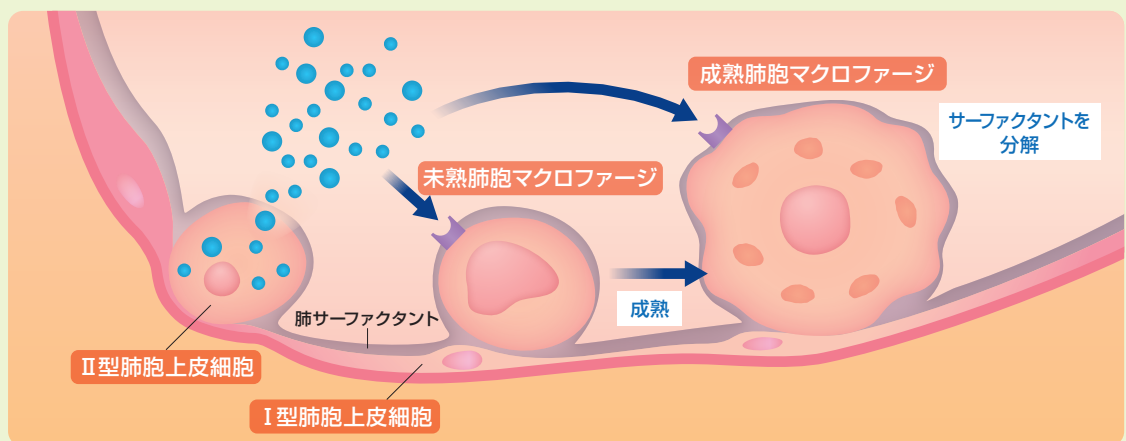 成熟肺胞マクロファージ
サーファクタントを
分解
未熟肺胞マクロファージ
成熟
肺サーファクタント
Ⅱ型肺胞上皮細胞
Ⅰ型肺胞上皮細胞